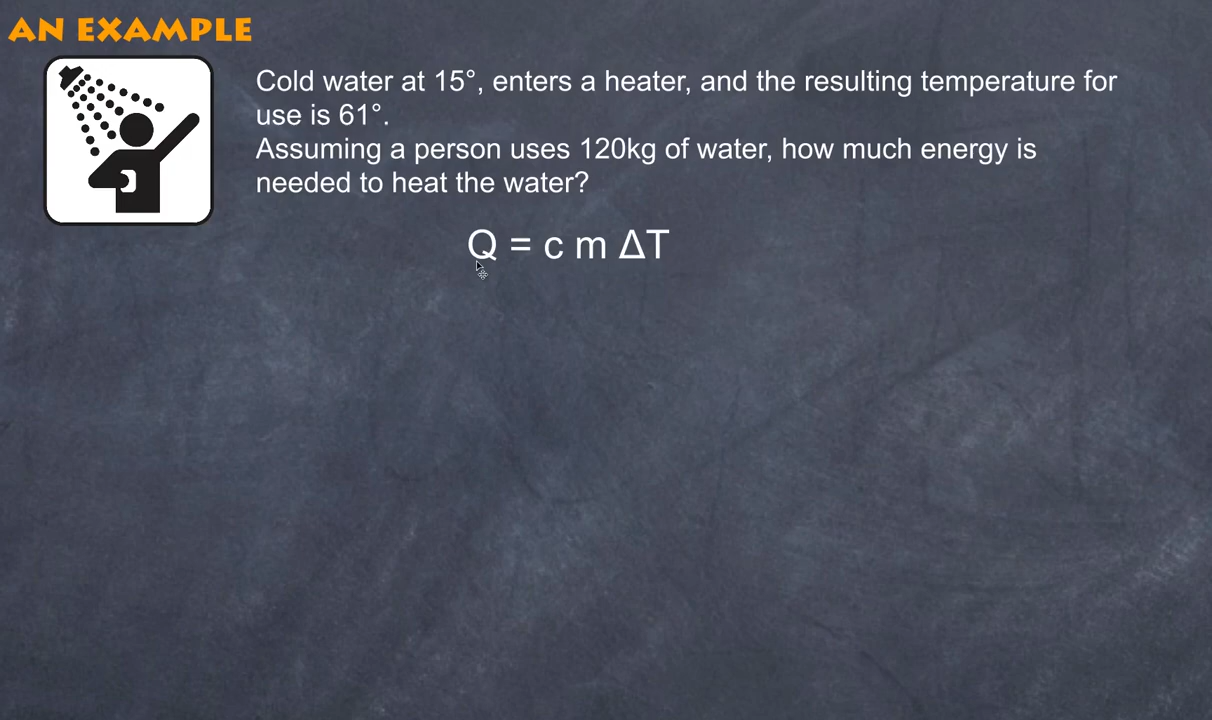 AN EXAMPLE
Cold water at 15°, enters a heater, and the resulting temperature for
use is 61°.
Assuming a person uses 120kg of water, how much energy is
needed to heat the water?
Q = c m ΔT